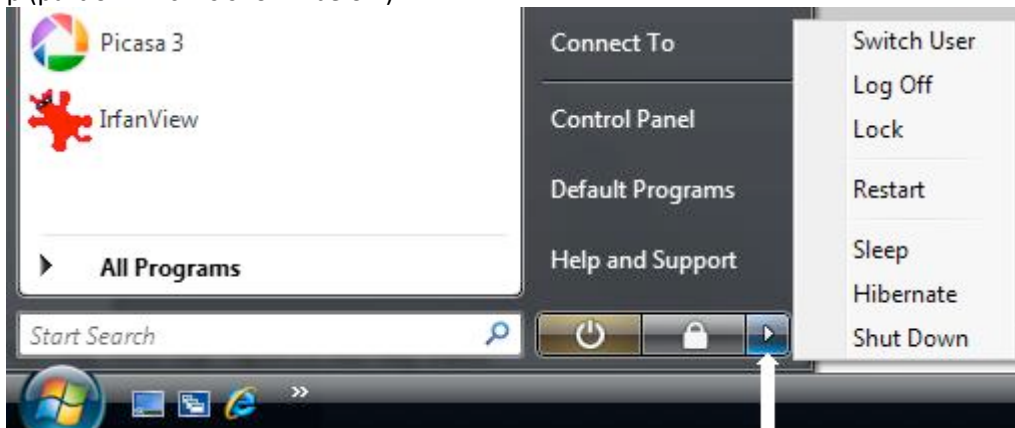 Picasa 3
IrfanView
All Programs
Start Search
Connect To
Control Panel
Default Programs
Help and Support
Switch User
Log Off
Lock
Restart
Sleep
Hibernate
Shut Down